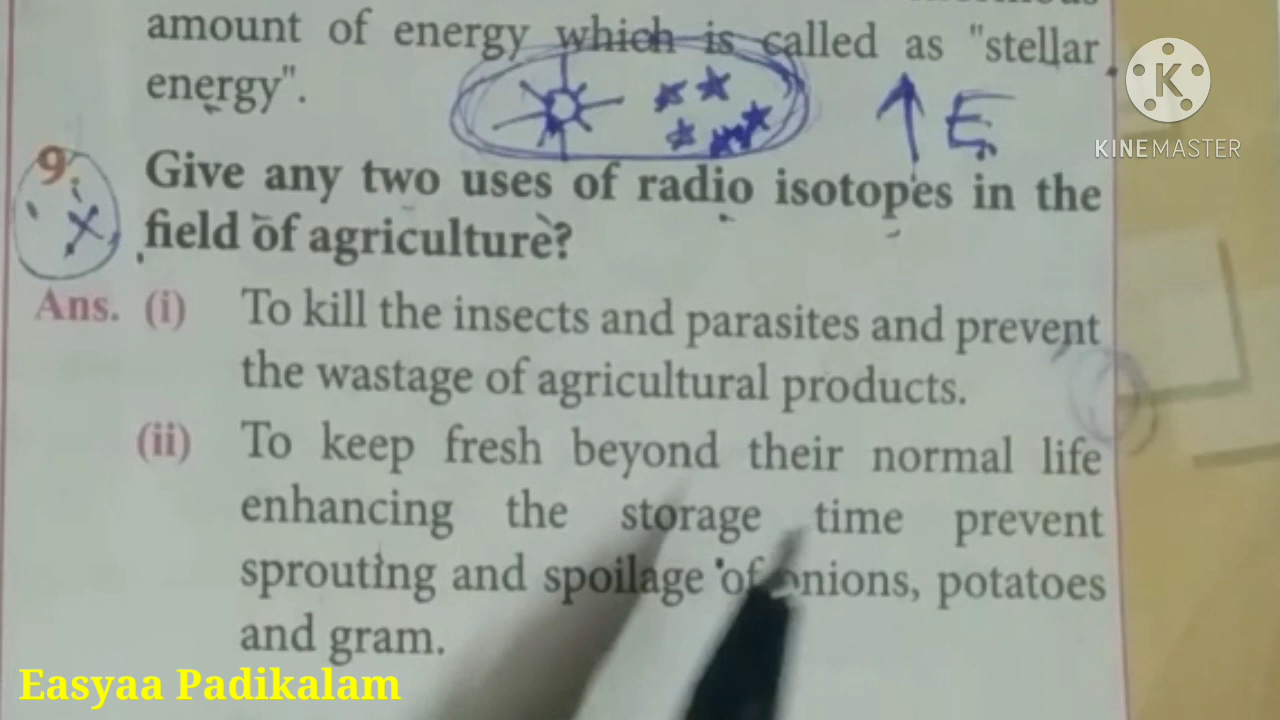 amount of energy which is called as "stellar
energy".
↑ E
K
KINEMASTER
9. Give any two uses of radio isotopes in the
field of agriculture?
Ans. (i) To kill the insects and parasites and prevent
the wastage of agricultural products.
(ii) To keep fresh beyond their normal life
enhancing the storage time prevent
sprouting and spoilage of onions, potatoes
and gram.
Easyaa Padikalam